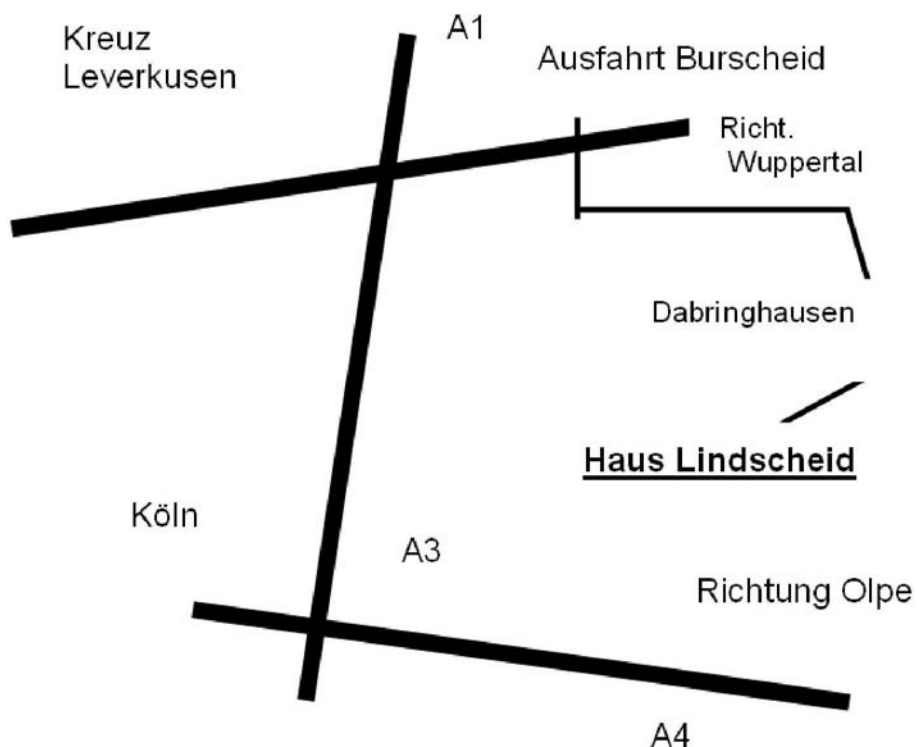 A1
Kreuz
Leverkusen
Ausfahrt Burscheid
Richt.
Wuppertal
Dabringhausen
Haus Lindscheid
Köln
A3
Richtung Olpe
A4